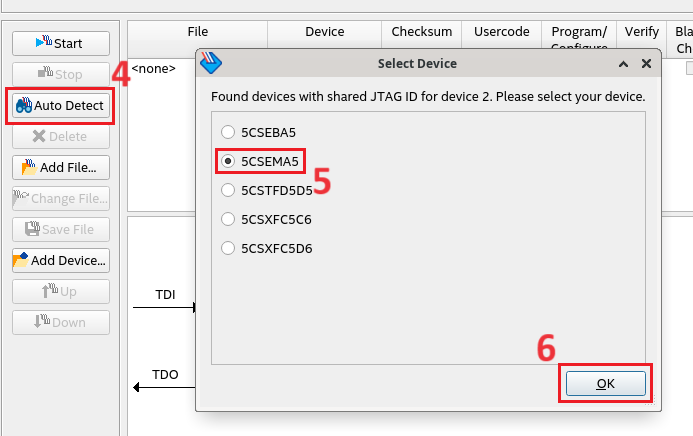 File Device Checksum Usercode Program/ Configure Verify Bla Ch
Start
Stop
4
<none>
Auto Detect
Delete
Add File...
Change File...
Save File
Add Device...
Up
Down
TDI
TDO
Select Device
Found devices with shared JTAG ID for device 2. Please select your device.
5CSEBA5
5CSEMA5
5
5CSTFD5D5
5CSXFC5C6
5CSXFC5D6
6
OK